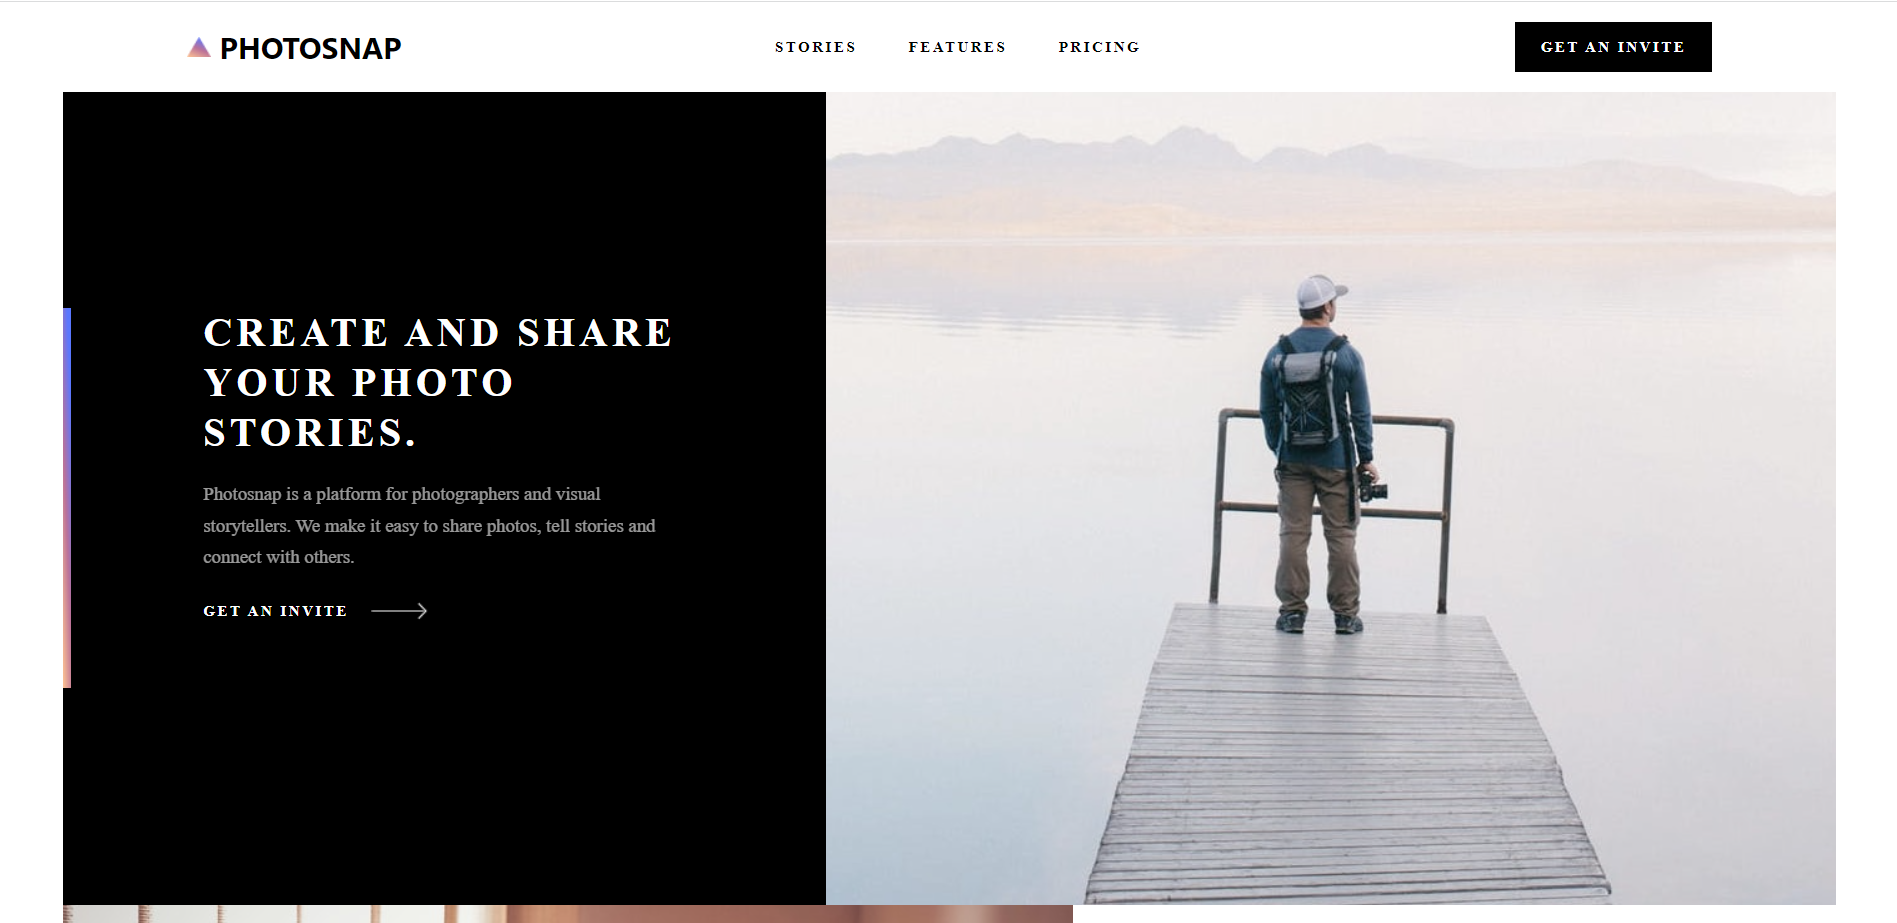 PHOTOSNAP
STORIES FEATURES PRICING
GET AN INVITE
CREATE AND SHARE
YOUR PHOTO
STORIES.
Photosnap is a platform for photographers and visual
storytellers. We make it easy to share photos, tell stories and
connect with others.
GET AN INVITE